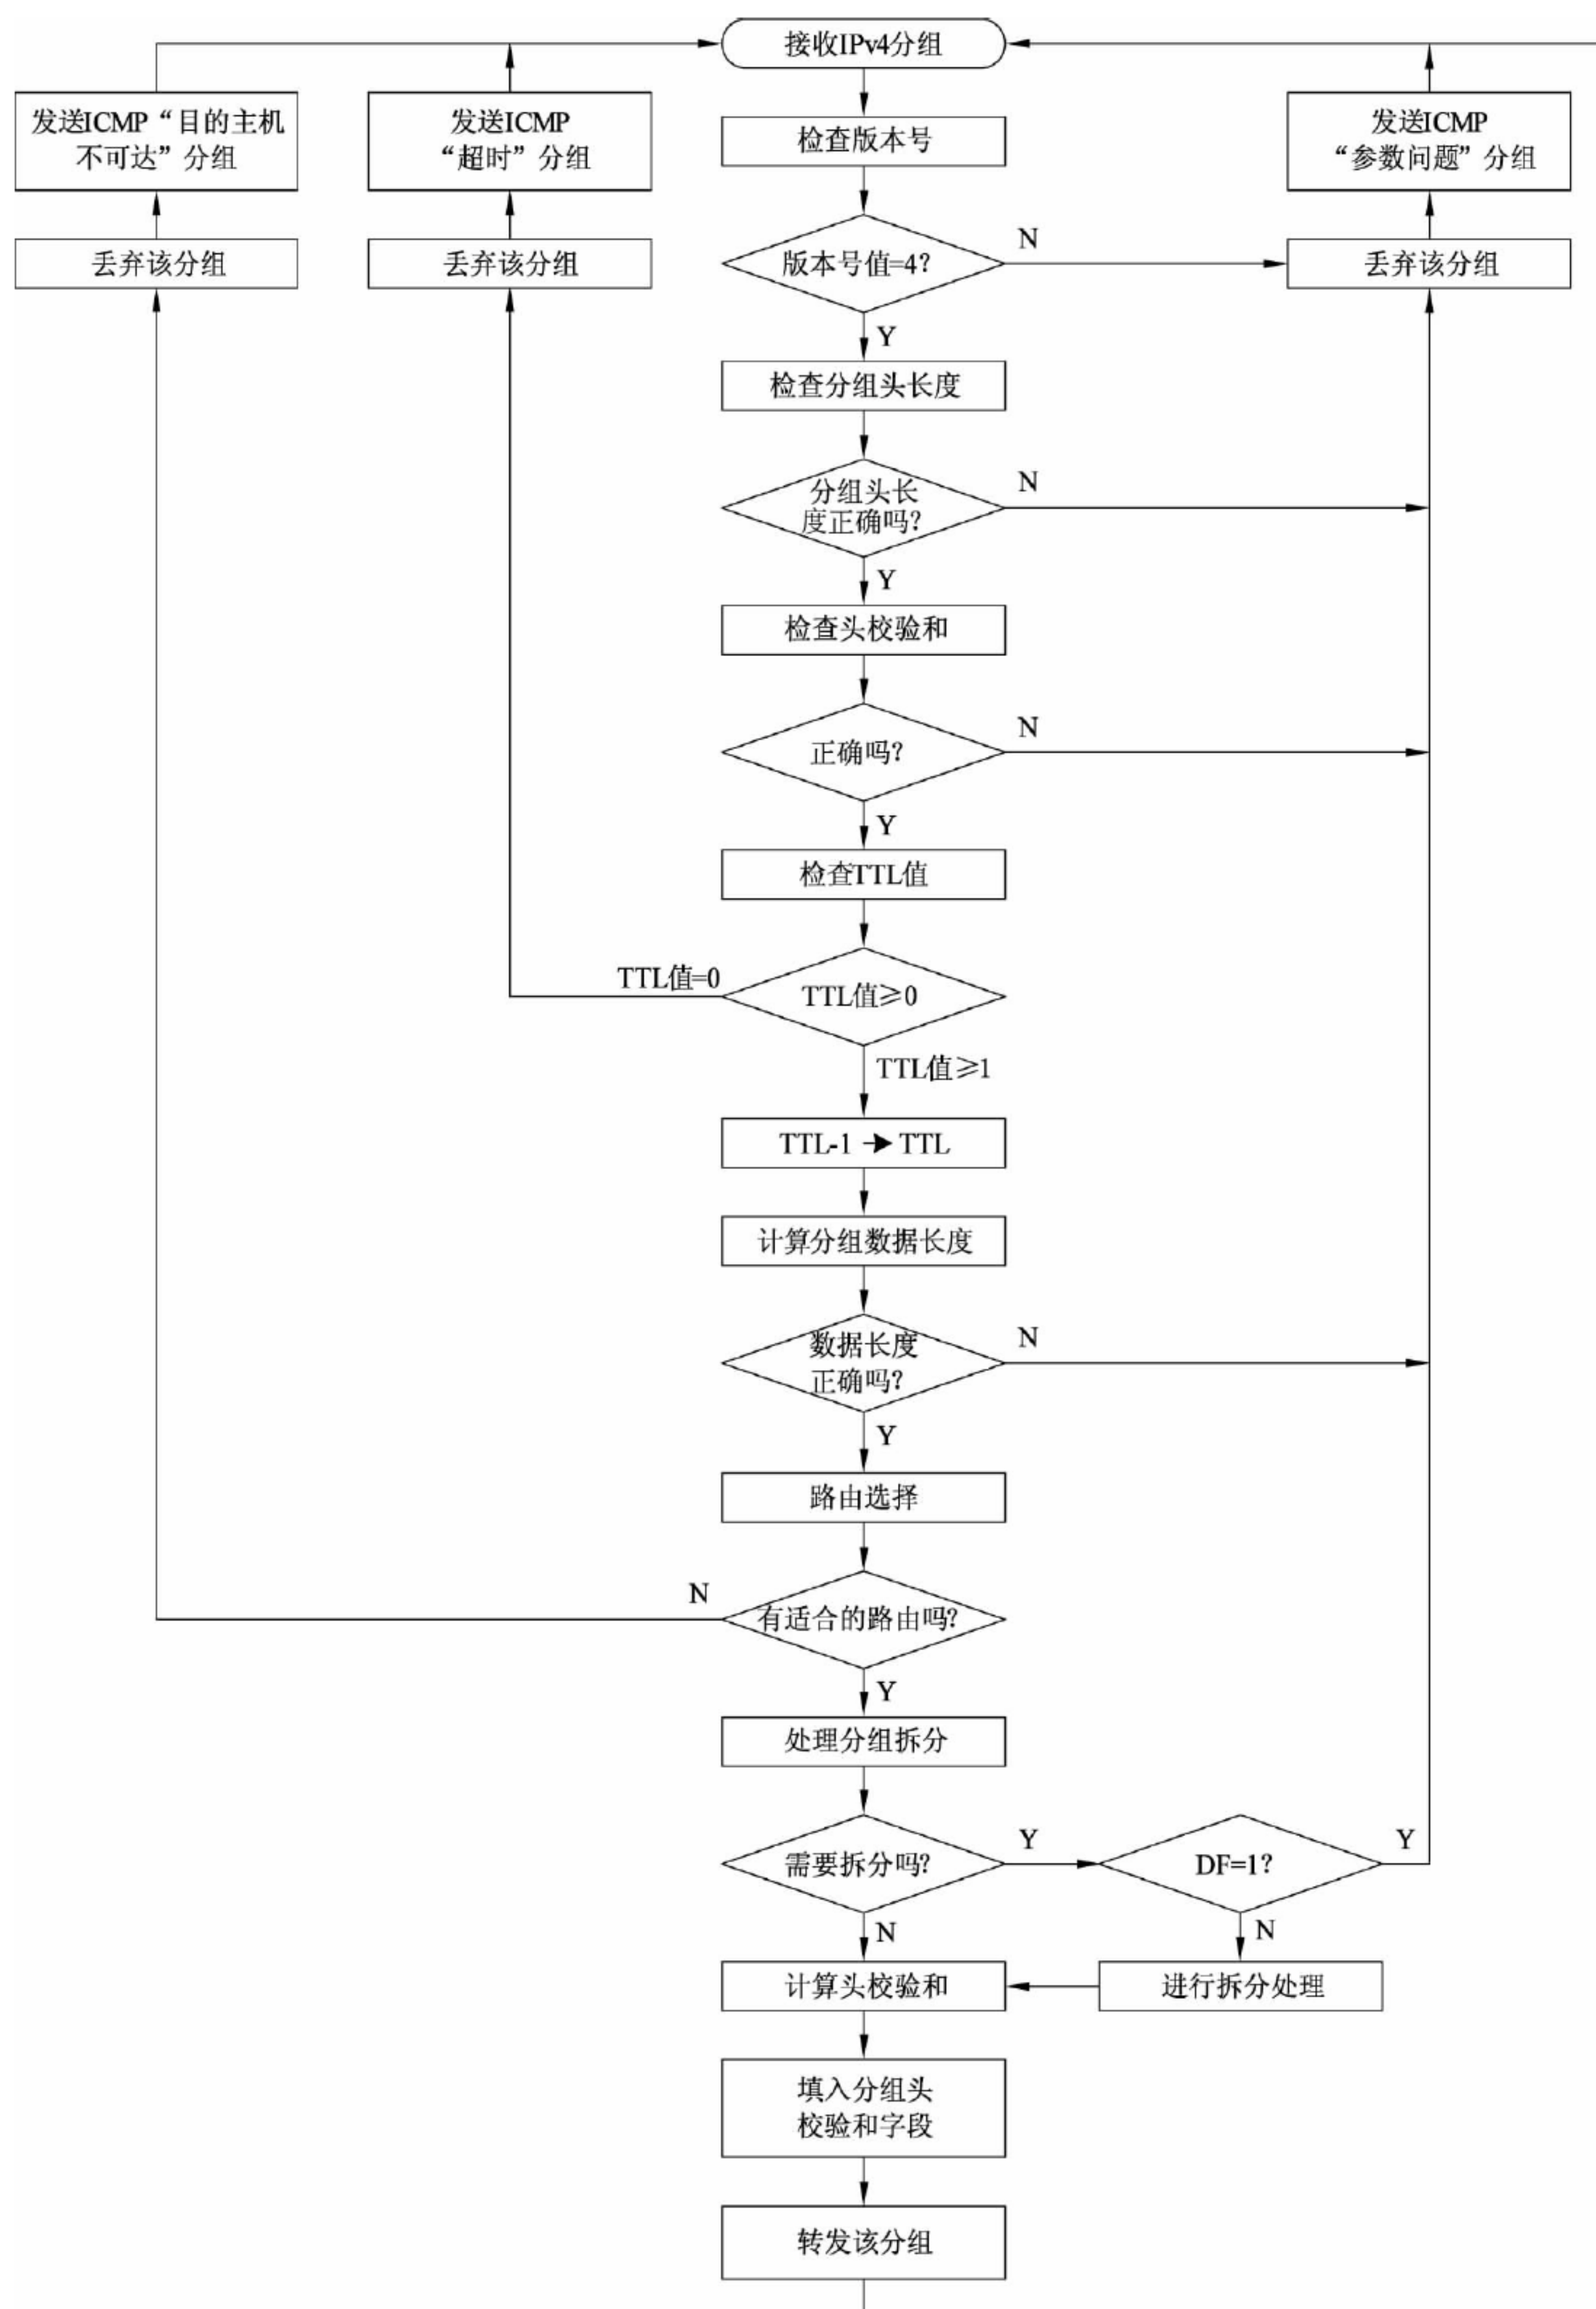 接收IPv4分组
发送ICMP“目的主机
不可达”分组
发送ICMP
“超时”分组
检查版本号
发送ICMP
“参数问题”分组
丢弃该分组
丢弃该分组
版本号值=4?
N
丢弃该分组
Y
检查分组头长度
分组头长
度正确吗?
N
Y
检查头校验和
正确吗?
N
Y
检查TTL值
TTL值=0
TTL值≥0
TTL值≥1
TTL-1→TTL
计算分组数据长度
数据长度
正确吗?
N
Y
路由选择
N
有适合的路由吗?
Y
处理分组拆分
需要拆分吗?
Y
DF=1?
Y
N
N
计算头校验和
进行拆分处理
填入分组头
校验和字段
转发该分组